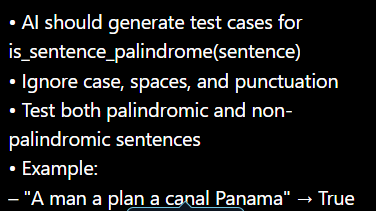 • AI should generate test cases for
is_sentence_palindrome(sentence)
• Ignore case, spaces, and punctuation
• Test both palindromic and non-
palindromic sentences
• Example:
– "A man a plan a canal Panama" → True